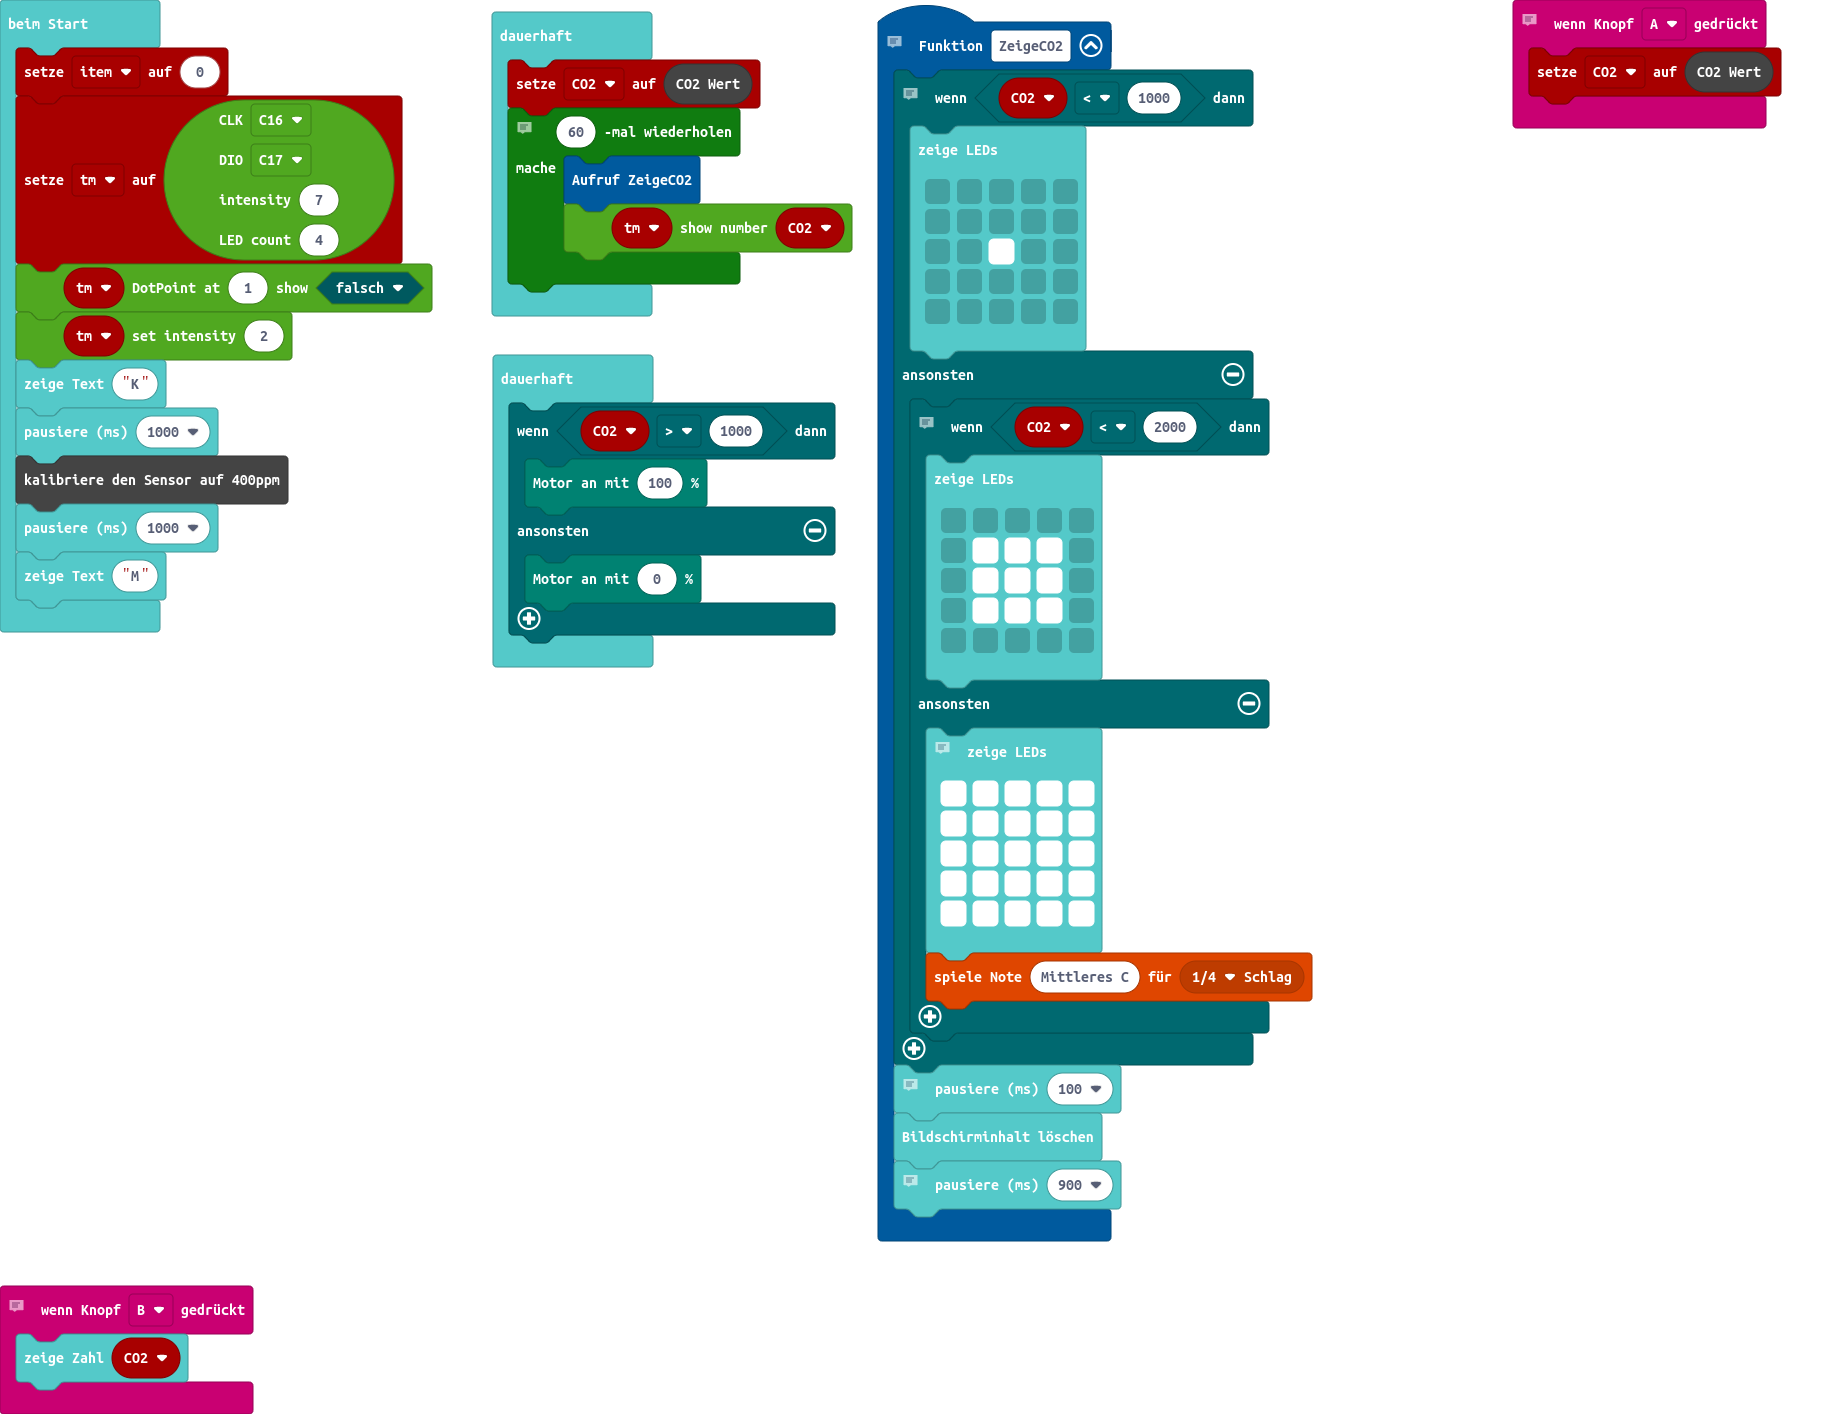 beim Start
setze item auf 0
CLK C16
DIO C17
setze tm auf
intensity 7
LED count 4
tm DotPoint at 1 show falsch
tm set intensity 2
zeige Text "K"
pausiere (ms) 1000
kalibriere den Sensor auf 400ppm
pausiere (ms) 1000
zeige Text "M"
dauerhaft
setze CO2 auf CO2 Wert
60 -mal wiederholen
mache
Aufruf ZeigeCO2
tm show number CO2
dauerhaft
wenn CO2 > 1000 dann
Motor an mit 100 %
ansonsten
Motor an mit 0 %
Funktion ZeigeCO2
wenn CO2 < 1000 dann
zeige LEDs
ansonsten
wenn CO2 < 2000 dann
zeige LEDs
ansonsten
zeige LEDs
spiele Note Mittleres C für 1/4 Schlag
pausiere (ms) 100
Bildschirminhalt löschen
pausiere (ms) 900
wenn Knopf A gedrückt
setze CO2 auf CO2 Wert
wenn Knopf B gedrückt
zeige Zahl CO2